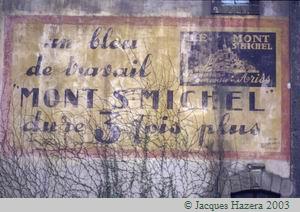 un bleu
de travail
"MONT St MICHEL"
dure 3 fois plus
LE MONT
St MICHEL
© Jacques Hazera 2003